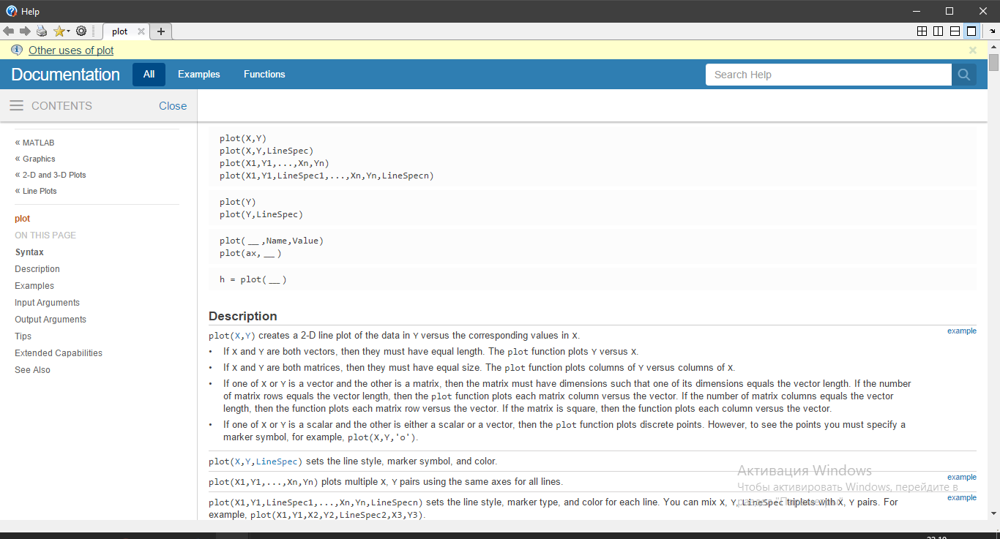 Help
plot
Other uses of plot
Documentation All Examples Functions Search Help
CONTENTS Close
« MATLAB
« Graphics
« 2-D and 3-D Plots
« Line Plots
plot
ON THIS PAGE
Syntax
Description
Examples
Input Arguments
Output Arguments
Tips
Extended Capabilities
See Also
plot(X,Y)
plot(X,Y,LineSpec)
plot(X1,Y1,...,Xn,Yn)
plot(X1,Y1,LineSpec1,...,Xn,Yn,LineSpecn)
plot(Y)
plot(Y,LineSpec)
plot(__,Name,Value)
plot(ax,__)
h = plot(__)
Description
plot(X,Y) creates a 2-D line plot of the data in Y versus the corresponding values in X. example
• If X and Y are both vectors, then they must have equal length. The plot function plots Y versus X.
• If X and Y are both matrices, then they must have equal size. The plot function plots columns of Y versus columns of X.
• If one of X or Y is a vector and the other is a matrix, then the matrix must have dimensions such that one of its dimensions equals the vector length. If the number
of matrix rows equals the vector length, then the plot function plots each matrix column versus the vector. If the number of matrix columns equals the vector
length, then the function plots each matrix row versus the vector. If the matrix is square, then the function plots each column versus the vector.
• If one of X or Y is a scalar and the other is either a scalar or a vector, then the plot function plots discrete points. However, to see the points you must specify a
marker symbol, for example, plot(X,Y,'o').
plot(X,Y,LineSpec) sets the line style, marker symbol, and color.
Активация Windows
plot(X1,Y1,...,Xn,Yn) plots multiple X, Y pairs using the same axes for all lines. example
Чтобы активировать Windows, перейдите в
plot(X1,Y1,LineSpec1,...,Xn,Yn,LineSpecn) sets the line style, marker type, and color for each line. You can mix X, Y, LineSpec triplets with X, Y pairs. For example
раздел "Параметры".
example, plot(X1,Y1,X2,Y2,LineSpec2,X3,Y3).